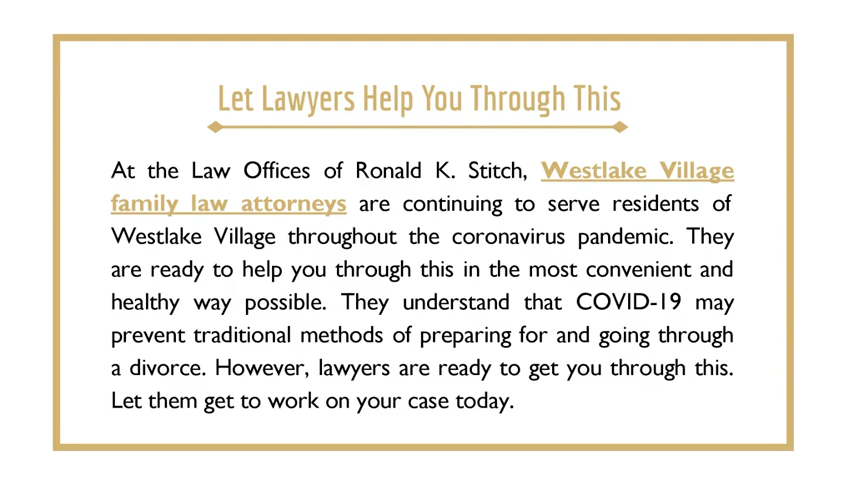 Let Lawyers Help You Through This
At the Law Offices of Ronald K. Stitch, Westlake Village
family law attorneys are continuing to serve residents of
Westlake Village throughout the coronavirus pandemic. They
are ready to help you through this in the most convenient and
healthy way possible. They understand that COVID-19 may
prevent traditional methods of preparing for and going through
a divorce. However, lawyers are ready to get you through this.
Let them get to work on your case today.